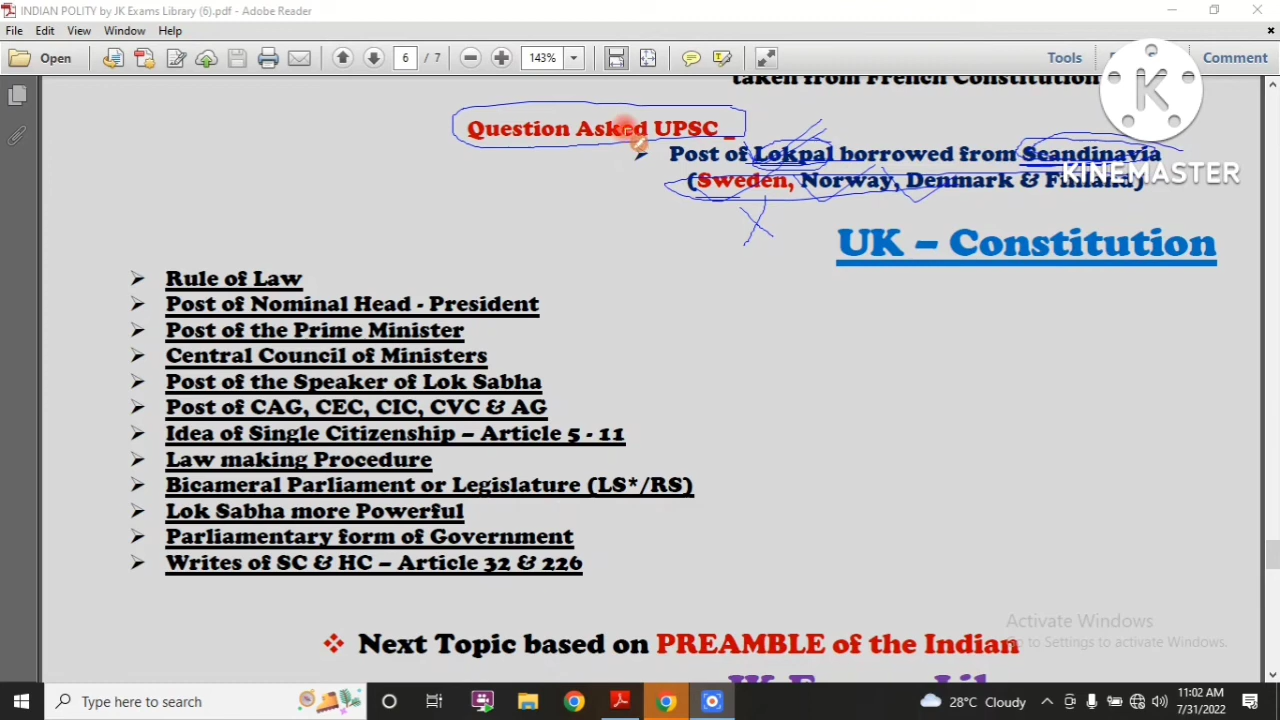 INDIAN POLITY by JK Exams Library (6).pdf - Adobe Reader
File Edit View Window Help
Open 6 / 7 143% Tools Comment
taken from French Constitution
Question Asked UPSC _
K
➢ Post of Lokpal borrowed from Scandinavia
(Sweden, Norway, Denmark & Finland)
KINEMASTER
UK – Constitution
➢ Rule of Law
➢ Post of Nominal Head - President
➢ Post of the Prime Minister
➢ Central Council of Ministers
➢ Post of the Speaker of Lok Sabha
➢ Post of CAG, CEC, CIC, CVC & AG
➢ Idea of Single Citizenship – Article 5 - 11
➢ Law making Procedure
➢ Bicameral Parliament or Legislature (LS*/RS)
➢ Lok Sabha more Powerful
➢ Parliamentary form of Government
➢ Writes of SC & HC – Article 32 & 226
Activate Windows
Go to Settings to activate Windows.
❖ Next Topic based on PREAMBLE of the Indian
Type here to search
28°C Cloudy
11:02 AM
7/31/2022